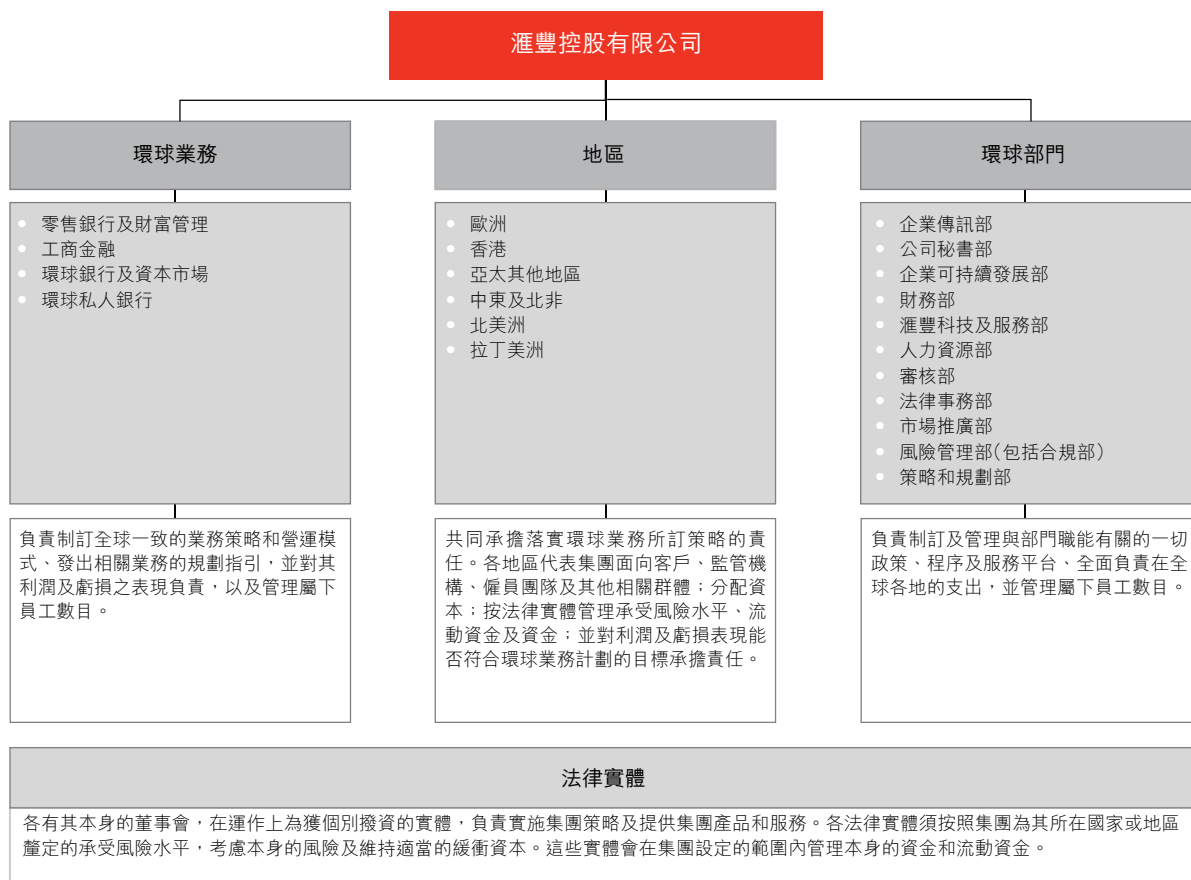 滙豐控股有限公司
環球業務
零售銀行及財富管理
工商金融
環球銀行及資本市場
環球私人銀行
負責制訂全球一致的業務策略和營運模
式、發出相關業務的規劃指引，並對其
利潤及虧損之表現負責，以及管理屬下
員工數目。
地區
歐洲
香港
亞太其他地區
中東及北非
北美洲
拉丁美洲
共同承擔落實環球業務所訂策略的責
任。各地區代表集團面向客戶、監管機
構、僱員團隊及其他相關群體；分配資
本；按法律實體管理承受風險水平、流
動資金及資金；並對利潤及虧損表現能
否符合環球業務計劃的目標承擔責任。
環球部門
企業傳訊部
公司秘書部
企業可持續發展部
財務部
滙豐科技及服務部
人力資源部
審核部
法律事務部
市場推廣部
風險管理部（包括合規部）
策略和規劃部
負責制訂及管理與部門職能有關的一切
政策、程序及服務平台、全面負責在全
球各地的支出，並管理屬下員工數目。
法律實體
各有其本身的董事會，在運作上為獲個別撥資的實體，負責實施集團策略及提供集團產品和服務。各法律實體須按照集團為其所在國家或地區
釐定的承受風險水平，考慮本身的風險及維持適當的緩衝資本。這些實體會在集團設定的範圍內管理本身的資金和流動資金。